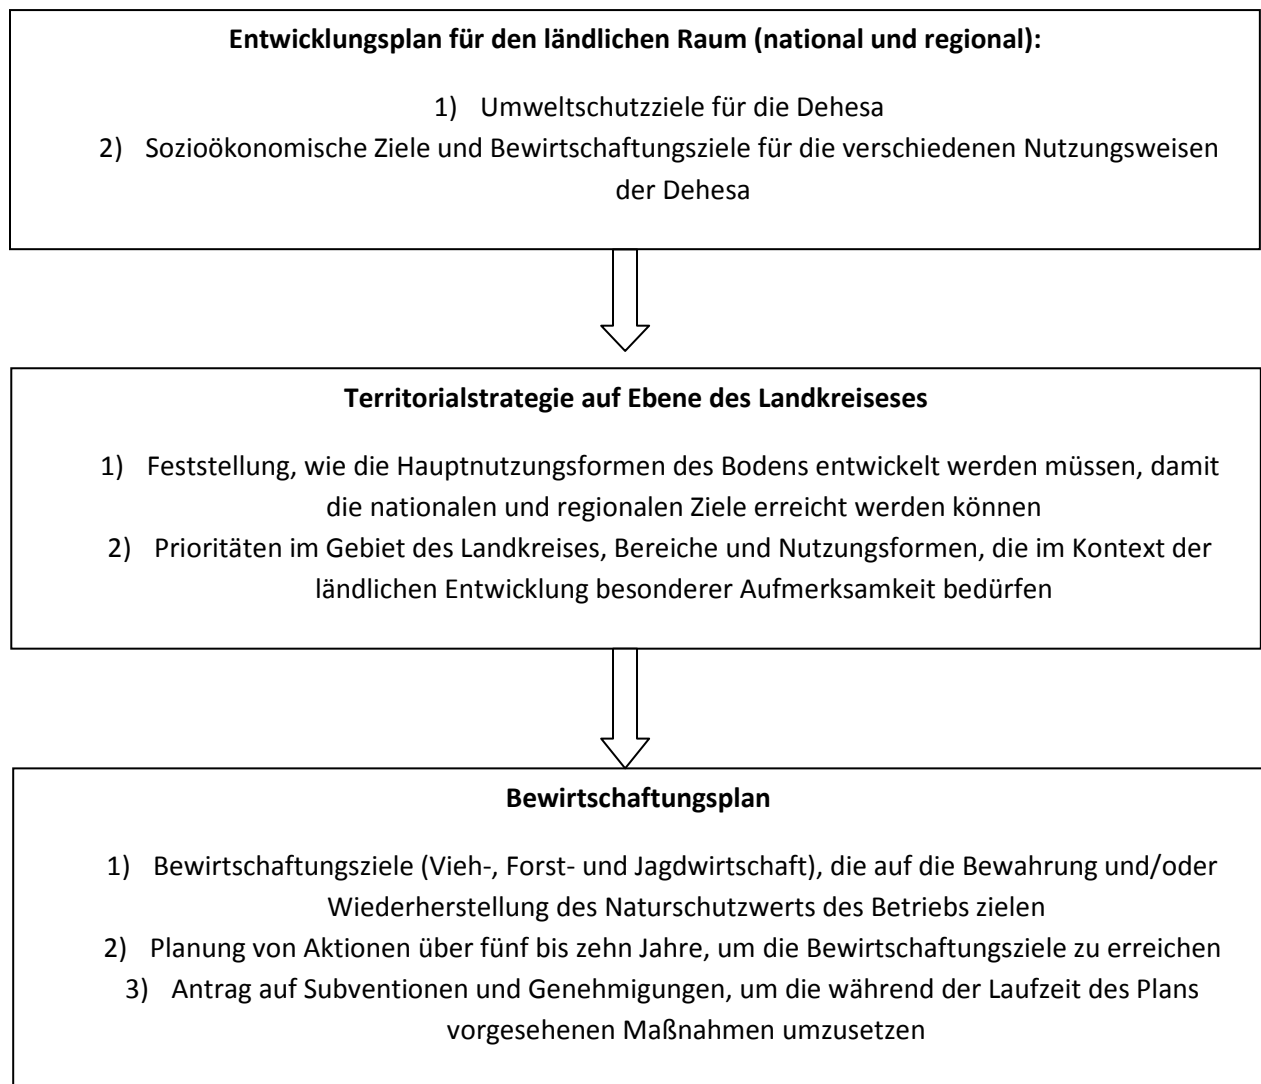 Entwicklungsplan für den ländlichen Raum (national und regional):
1) Umweltschutzziele für die Dehesa
2) Sozioökonomische Ziele und Bewirtschaftungsziele für die verschiedenen Nutzungsweisen
der Dehesa
Territorialstrategie auf Ebene des Landkreiseses
1) Feststellung, wie die Hauptnutzungsformen des Bodens entwickelt werden müssen, damit
die nationalen und regionalen Ziele erreicht werden können
2) Prioritäten im Gebiet des Landkreises, Bereiche und Nutzungsformen, die im Kontext der
ländlichen Entwicklung besonderer Aufmerksamkeit bedürfen
Bewirtschaftungsplan
1) Bewirtschaftungsziele (Vieh-, Forst- und Jagdwirtschaft), die auf die Bewahrung und/oder
Wiederherstellung des Naturschutzwerts des Betriebs zielen
2) Planung von Aktionen über fünf bis zehn Jahre, um die Bewirtschaftungsziele zu erreichen
3) Antrag auf Subventionen und Genehmigungen, um die während der Laufzeit des Plans
vorgesehenen Maßnahmen umzusetzen